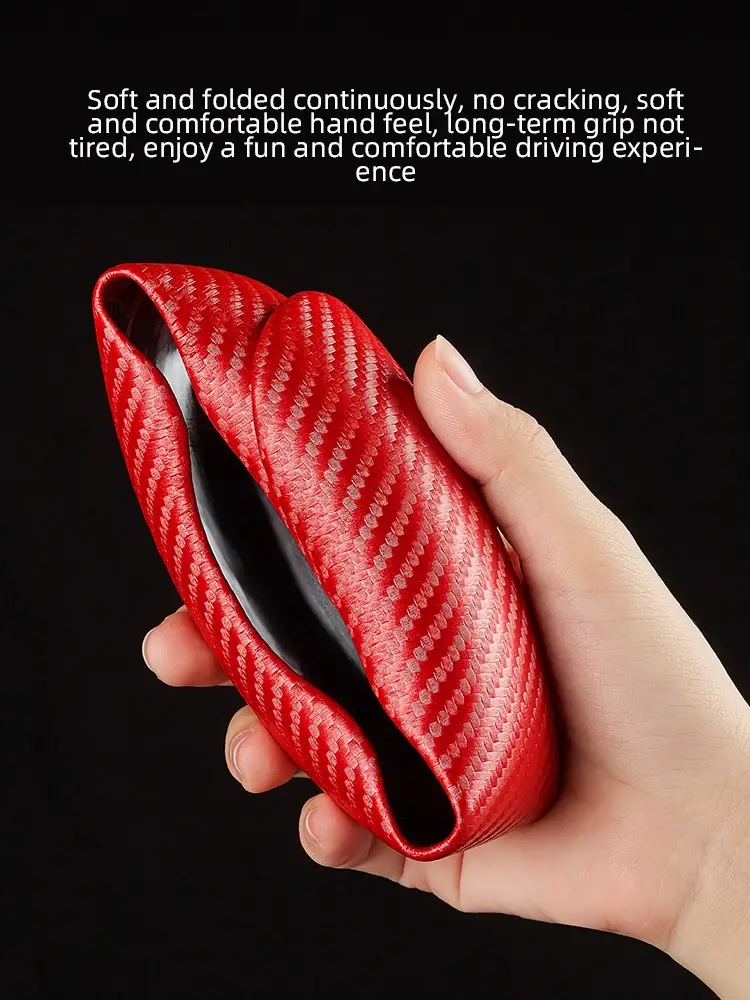 Soft and folded continuously, no cracking, soft
and comfortable hand feel, long-term grip not
tired, enjoy a fun and comfortable driving experi-
ence